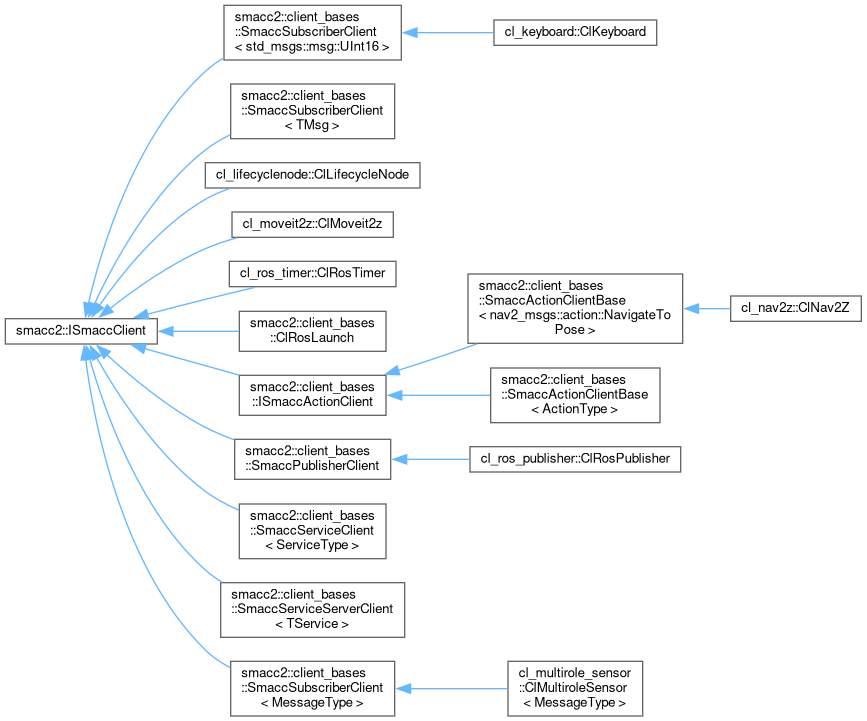 smacc2::client_bases
::SmaccSubscriberClient
< std_msgs::msg::UInt16 >
cl_keyboard::ClKeyboard
smacc2::client_bases
::SmaccSubscriberClient
< TMsg >
cl_lifecyclenode::ClLifecycleNode
cl_moveit2z::ClMoveit2z
cl_ros_timer::ClRosTimer
smacc2::client_bases
::SmaccActionClientBase
< nav2_msgs::action::NavigateTo
Pose >
cl_nav2z::ClNav2Z
smacc2::ISmaccClient
smacc2::client_bases
::ClRosLaunch
smacc2::client_bases
::ISmaccActionClient
smacc2::client_bases
::SmaccActionClientBase
< ActionType >
smacc2::client_bases
::SmaccPublisherClient
cl_ros_publisher::ClRosPublisher
smacc2::client_bases
::SmaccServiceClient
< ServiceType >
smacc2::client_bases
::SmaccServiceServerClient
< TService >
smacc2::client_bases
::SmaccSubscriberClient
< MessageType >
cl_multirole_sensor
::ClMultiroleSensor
< MessageType >